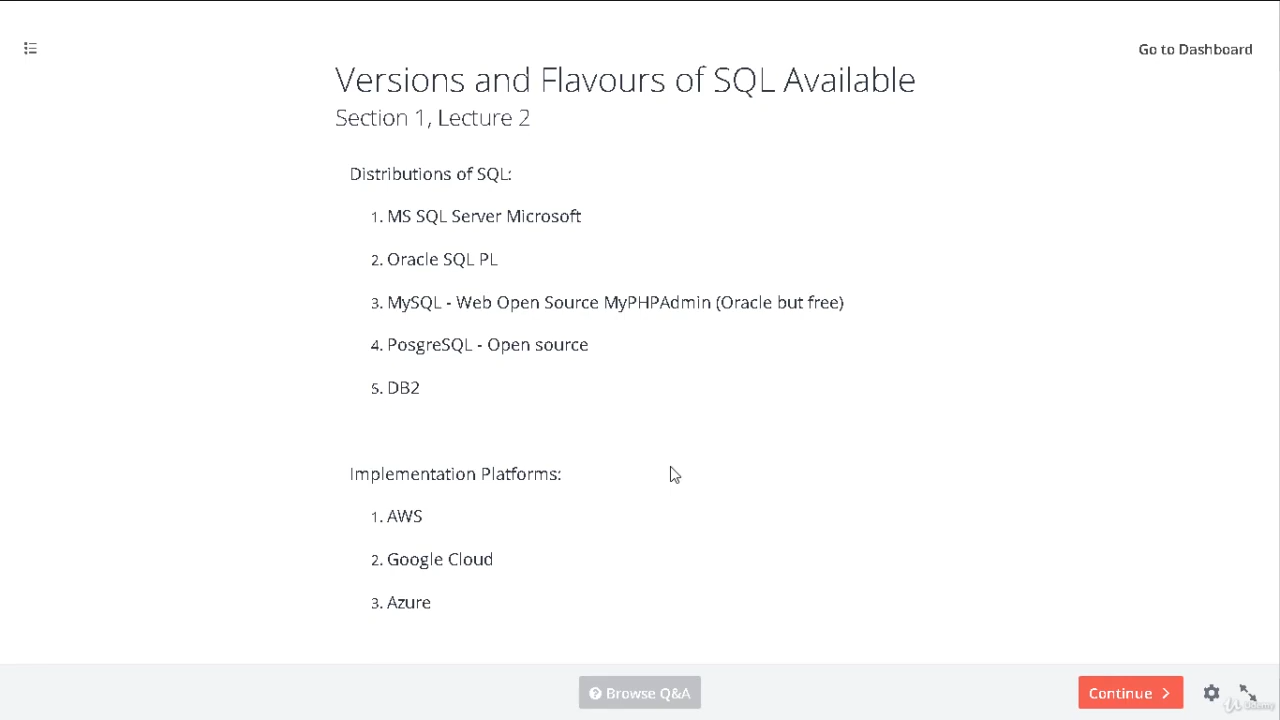 Go to Dashboard
Versions and Flavours of SQL Available
Section 1, Lecture 2
Distributions of SQL:
1. MS SQL Server Microsoft
2. Oracle SQL PL
3. MySQL - Web Open Source MyPHPAdmin (Oracle but free)
4. PosgreSQL - Open source
5. DB2
Implementation Platforms:
1. AWS
2. Google Cloud
3. Azure
? Browse Q&A
Continue
Udemy